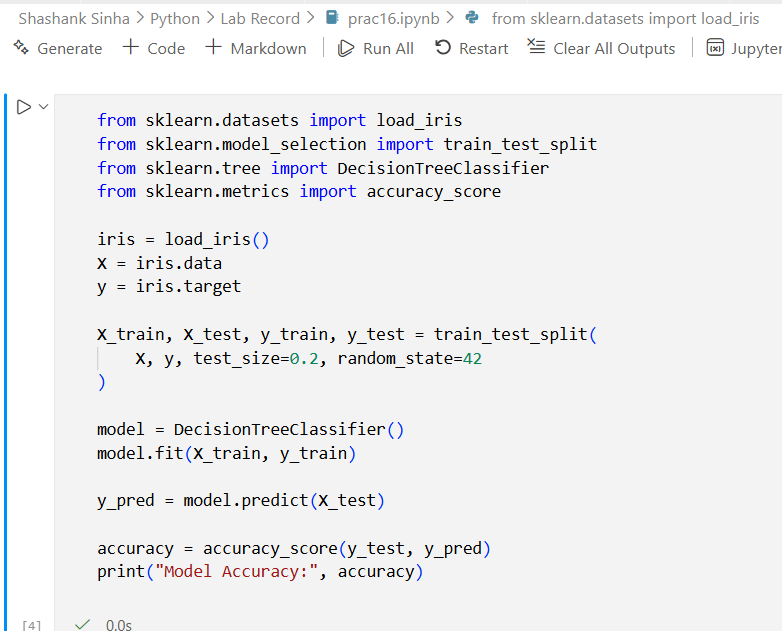 Shashank Sinha > Python > Lab Record > prac16.ipynb > from sklearn.datasets import load_iris
Generate + Code + Markdown | Run All Restart Clear All Outputs | Jupyter
from sklearn.datasets import load_iris
from sklearn.model_selection import train_test_split
from sklearn.tree import DecisionTreeClassifier
from sklearn.metrics import accuracy_score
iris = load_iris()
X = iris.data
y = iris.target
X_train, X_test, y_train, y_test = train_test_split(
    X, y, test_size=0.2, random_state=42
)
model = DecisionTreeClassifier()
model.fit(X_train, y_train)
y_pred = model.predict(X_test)
accuracy = accuracy_score(y_test, y_pred)
print("Model Accuracy:", accuracy)
[4] 0.0s